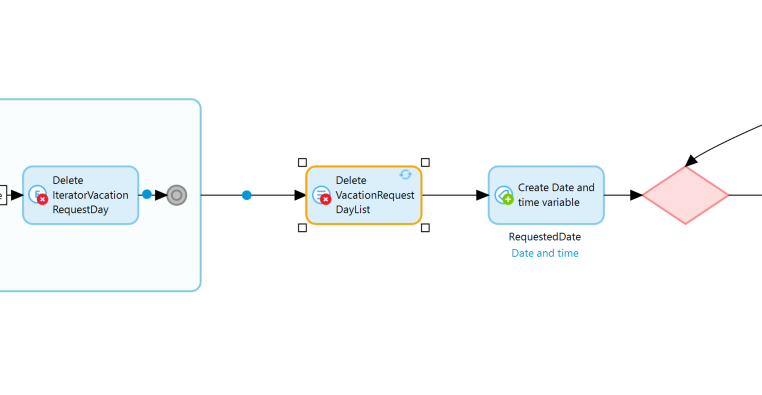 Delete
IteratorVacation
RequestDay
Delete
VacationRequest
DayList
Create Date and
time variable
RequestedDate
Date and time